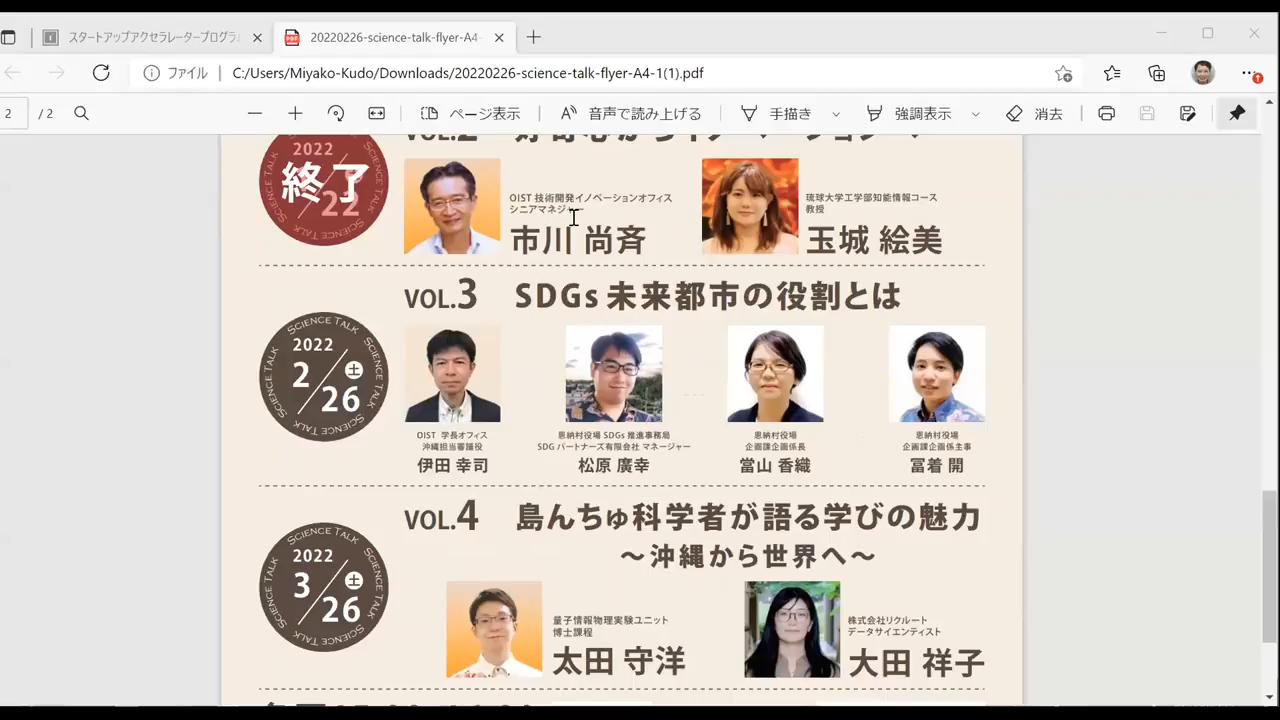 スタートアップアクセラレータープログラ
20220226-science-talk-flyer-A4-
ファイル
C:/Users/Miyako-Kudo/Downloads/20220226-science-talk-flyer-A4-1(1).pdf
2 / 2
ページ表示
音声で読み上げる
手描き
強調表示
消去
2022
22
終了
SCIENCE TALK
OIST 技術開発イノベーションオフィス
シニアマネジャー
市川 尚斉
琉球大学工学部知能情報コース
教授
玉城 絵美
VOL.3 SDGs 未来都市の役割とは
SCIENCE TALK
2022
2/26 土
OIST 学長オフィス
沖縄担当審議役
伊田 幸司
恩納村役場 SDGs 推進事務局
SDG パートナーズ有限会社 マネージャー
松原 廣幸
恩納村役場
企画課企画係長
當山 香織
恩納村役場
企画課企画係主事
冨着 開
VOL.4 島んちゅ科学者が語る学びの魅力
～沖縄から世界へ～
SCIENCE TALK
2022
3/26 土
量子情報物理実験ユニット
博士課程
太田 守洋
株式会社リクルート
データサイエンティスト
大田 祥子